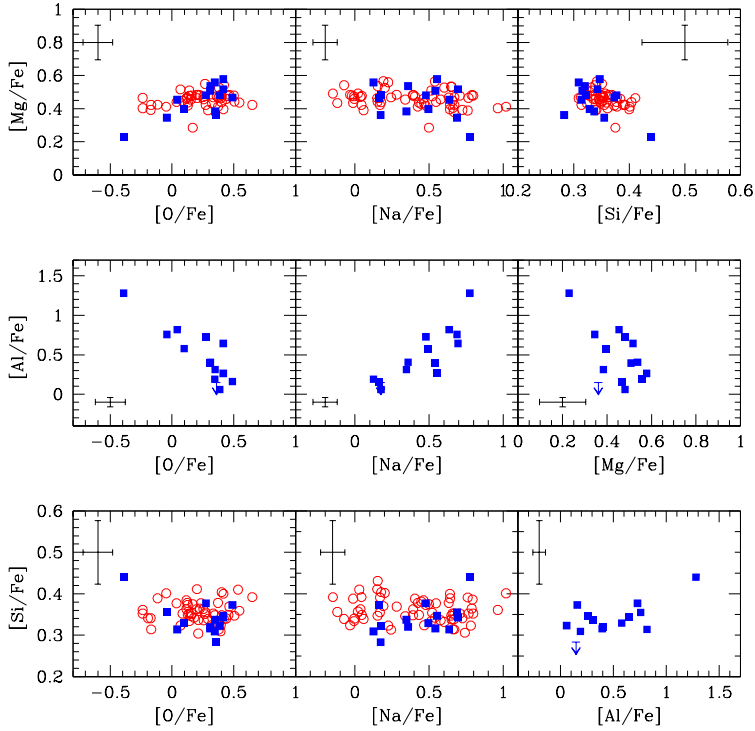 1
0.8
0.6
0.4
0.2
0
[Mg/Fe]
−0.5 0 0.5 1 0 0.5 1 0.2 0.3 0.4 0.5 0.6
[O/Fe] [Na/Fe] [Si/Fe]
1.5
1
0.5
0
[Al/Fe]
−0.5 0 0.5 1 0 0.5 1 0 0.2 0.4 0.6 0.8 1
[O/Fe] [Na/Fe] [Mg/Fe]
0.6
0.5
0.4
0.3
0.2
[Si/Fe]
−0.5 0 0.5 1 0 0.5 1 0 0.5 1 1.5
[O/Fe] [Na/Fe] [Al/Fe]